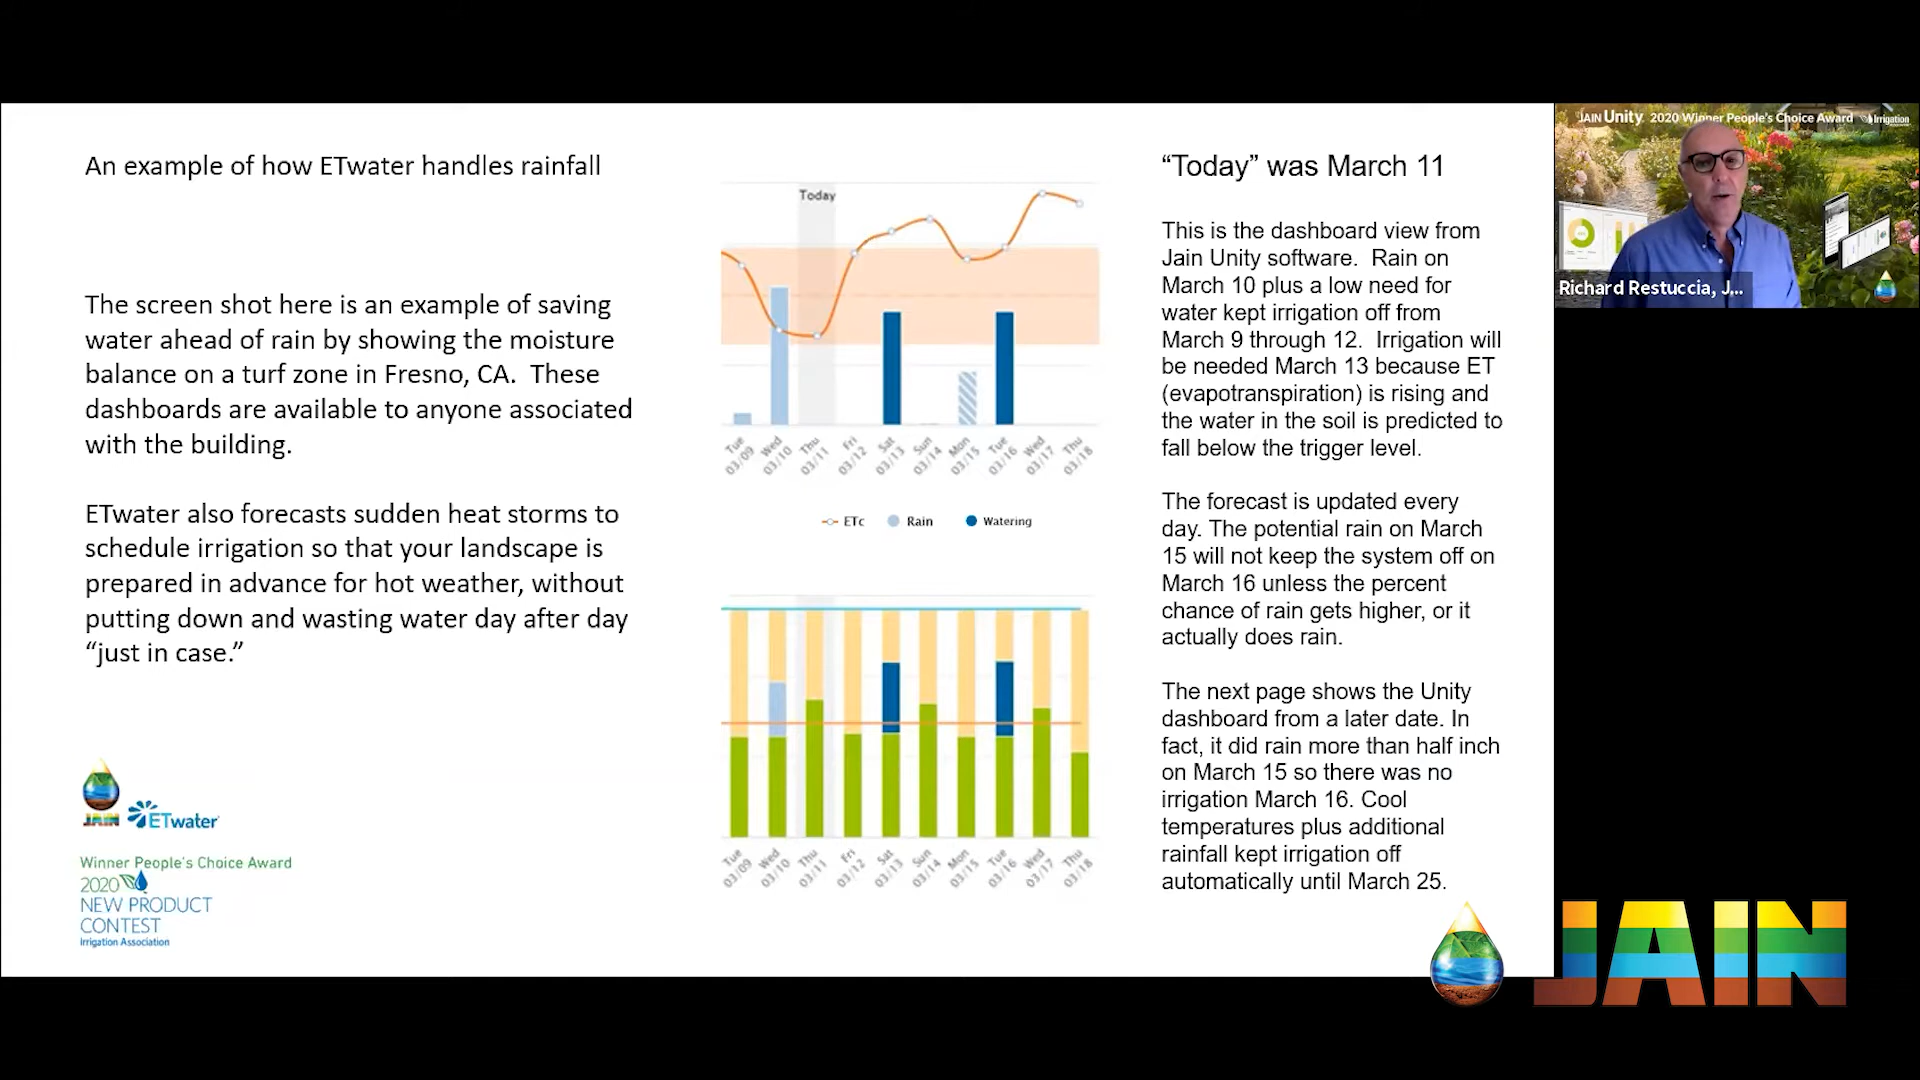 An example of how ETwater handles rainfall
The screen shot here is an example of saving
water ahead of rain by showing the moisture
balance on a turf zone in Fresno, CA.  These
dashboards are available to anyone associated
with the building.
ETwater also forecasts sudden heat storms to
schedule irrigation so that your landscape is
prepared in advance for hot weather, without
putting down and wasting water day after day
“just in case.”
JAIN
ETwater
Winner People's Choice Award
2020
NEW PRODUCT
CONTEST
Irrigation Association
Today
Tue 03/09
Wed 03/10
Thu 03/11
Fri 03/12
Sat 03/13
Sun 03/14
Mon 03/15
Tue 03/16
Wed 03/17
Thu 03/18
ETc
Rain
Watering
Tue 03/09
Wed 03/10
Thu 03/11
Fri 03/12
Sat 03/13
Sun 03/14
Mon 03/15
Tue 03/16
Wed 03/17
Thu 03/18
“Today” was March 11
This is the dashboard view from
Jain Unity software.  Rain on
March 10 plus a low need for
water kept irrigation off from
March 9 through 12.  Irrigation will
be needed March 13 because ET
(evapotranspiration) is rising and
the water in the soil is predicted to
fall below the trigger level.
The forecast is updated every
day. The potential rain on March
15 will not keep the system off on
March 16 unless the percent
chance of rain gets higher, or it
actually does rain.
The next page shows the Unity
dashboard from a later date. In
fact, it did rain more than half inch
on March 15 so there was no
irrigation March 16. Cool
temperatures plus additional
rainfall kept irrigation off
automatically until March 25.
JAIN Unity 2020 Winner People's Choice Award Irrigation
Richard Restuccia, J...
JAIN